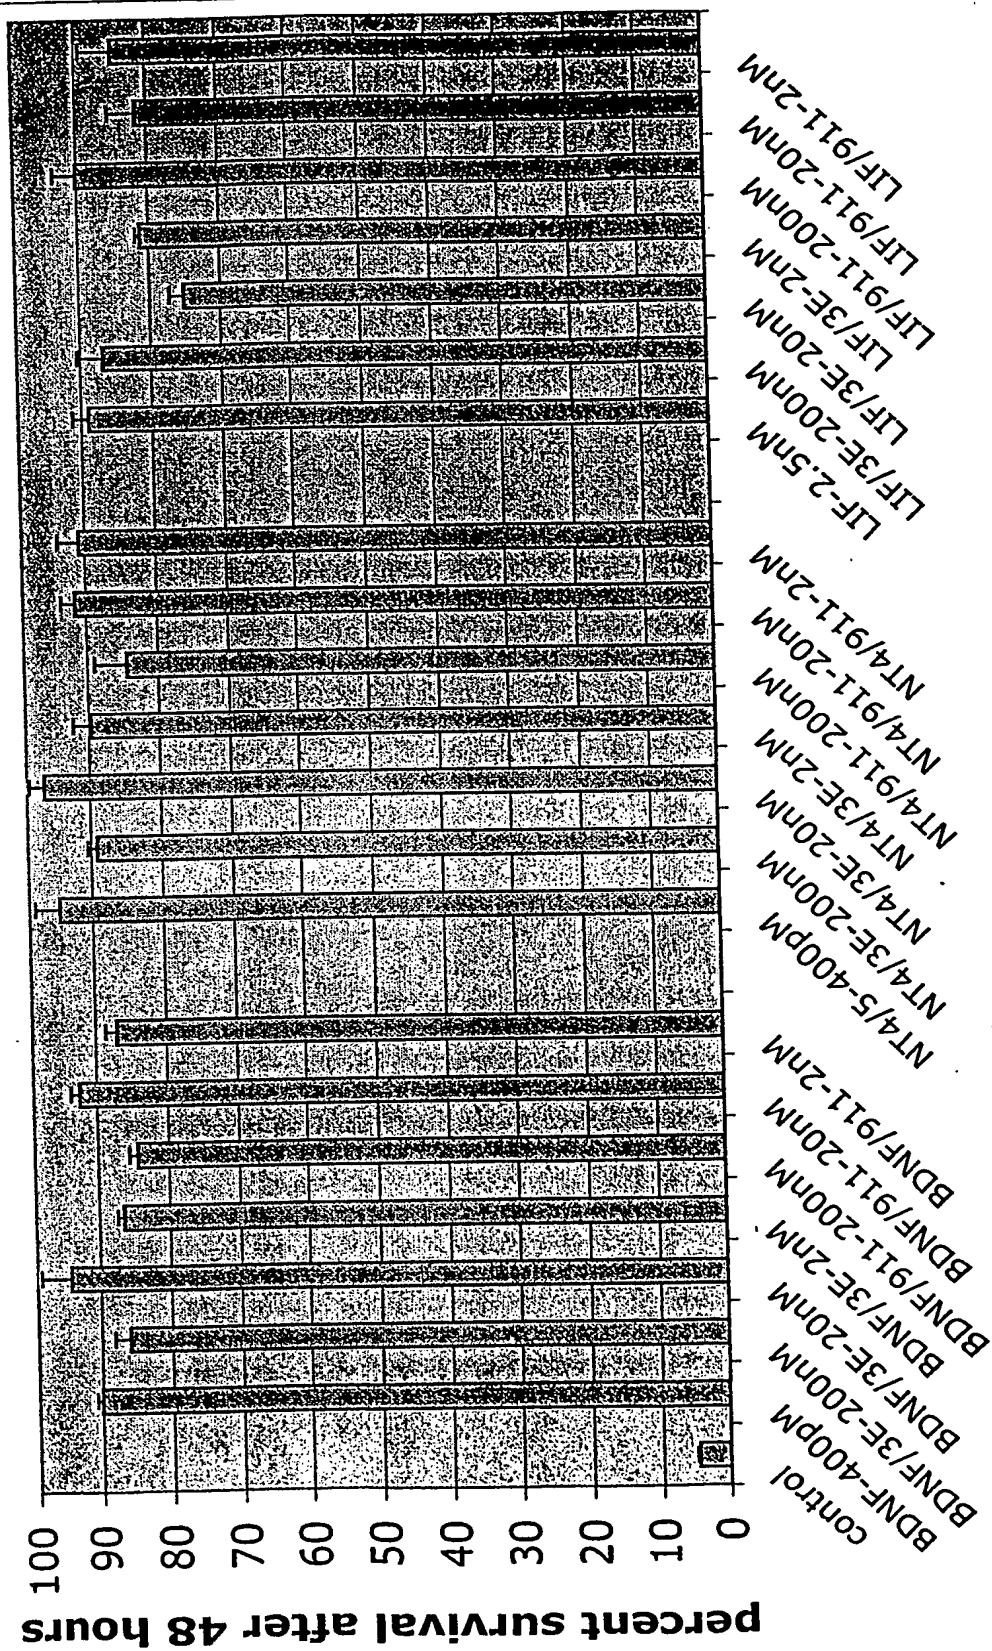 percent survival after 48 hours
100
90
80
70
60
50
40
30
20
10
0
control
BDNF-400pM
BDNF/3E-200nM
BDNF/3E-20nM
BDNF/3E-2nM
BDNF/911-200nM
BDNF/911-20nM
BDNF/911-2nM
NT4/5-400pM
NT4/3E-200nM
NT4/3E-20nM
NT4/3E-2nM
NT4/911-200nM
NT4/911-20nM
NT4/911-2nM
LIF-2.5nM
LIF/3E-200nM
LIF/3E-20nM
LIF/3E-2nM
LIF/911-200nM
LIF/911-20nM
LIF/911-2nM